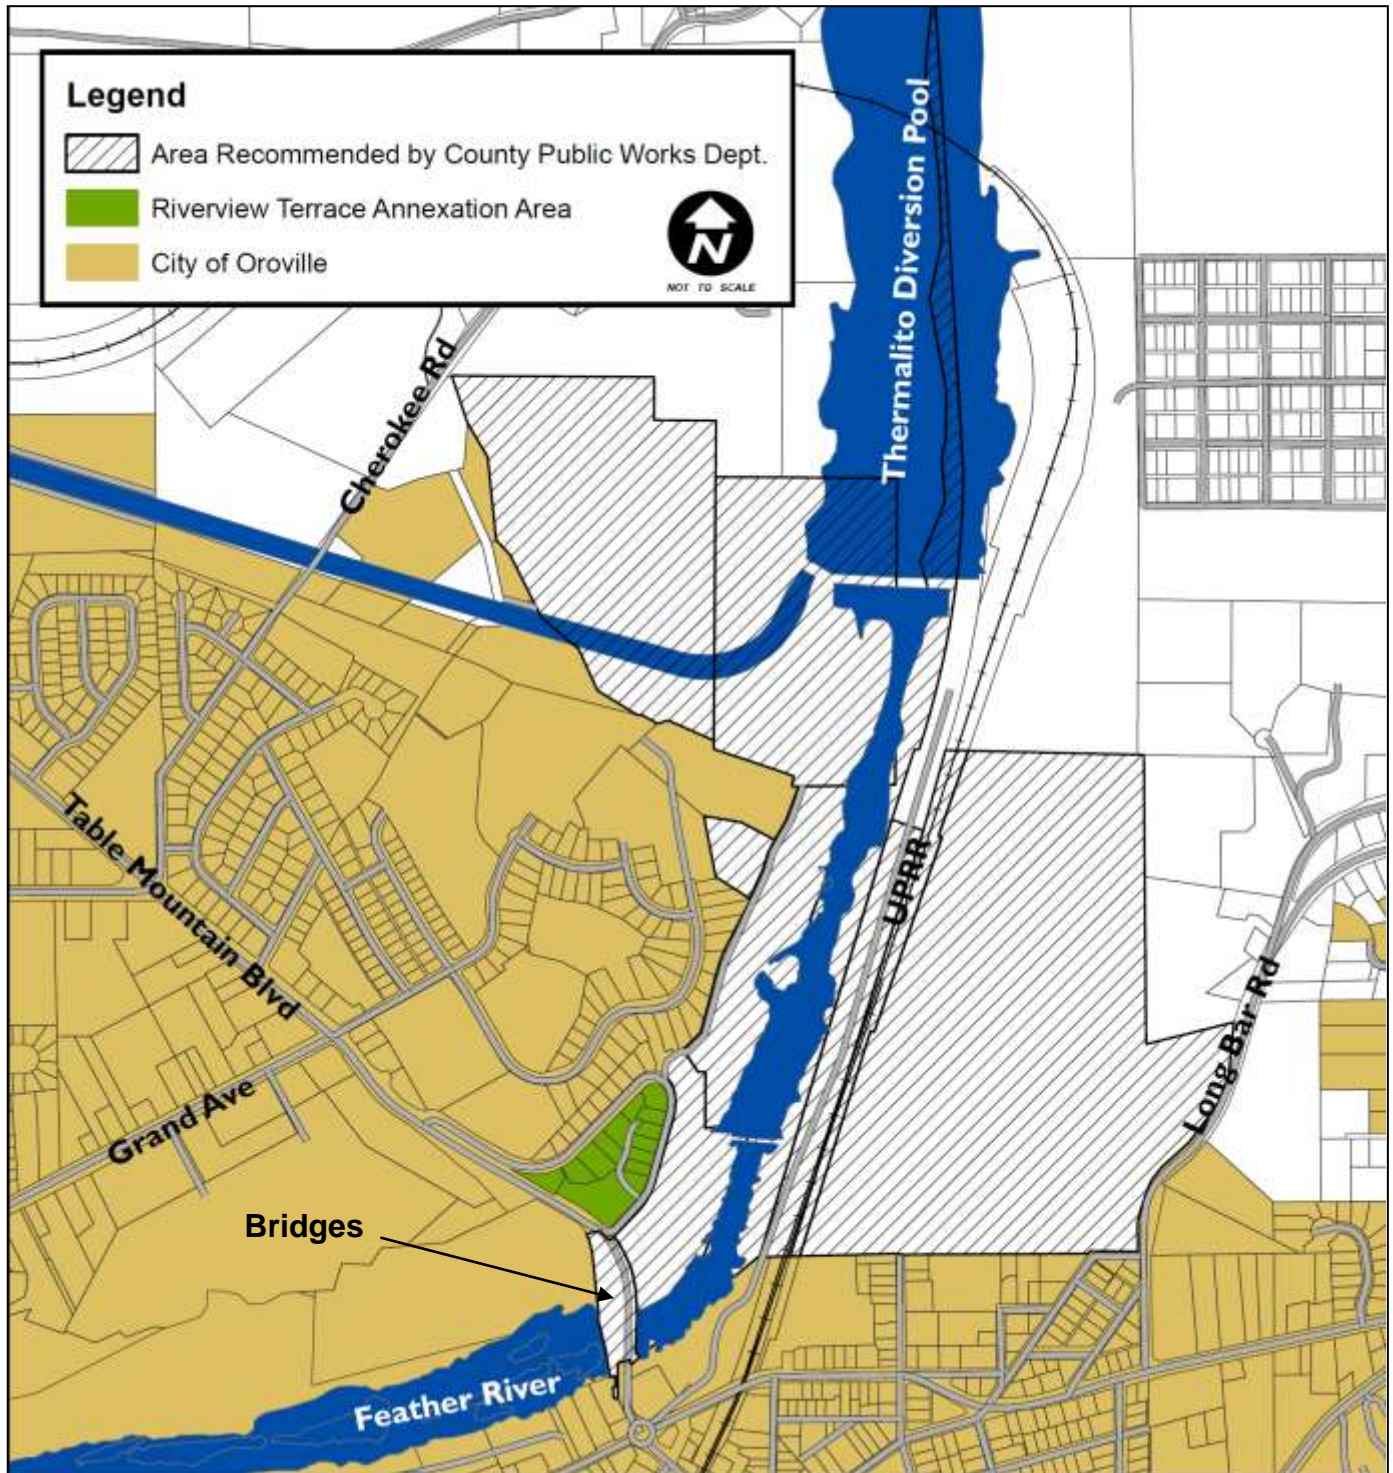 Legend
Area Recommended by County Public Works Dept.
Riverview Terrace Annexation Area
City of Oroville
N
NOT TO SCALE
Thermalito Diversion Pool
Cherokee Rd
Table Mountain Blvd
UPRR
Long Bar Rd
Grand Ave
Bridges
Feather River